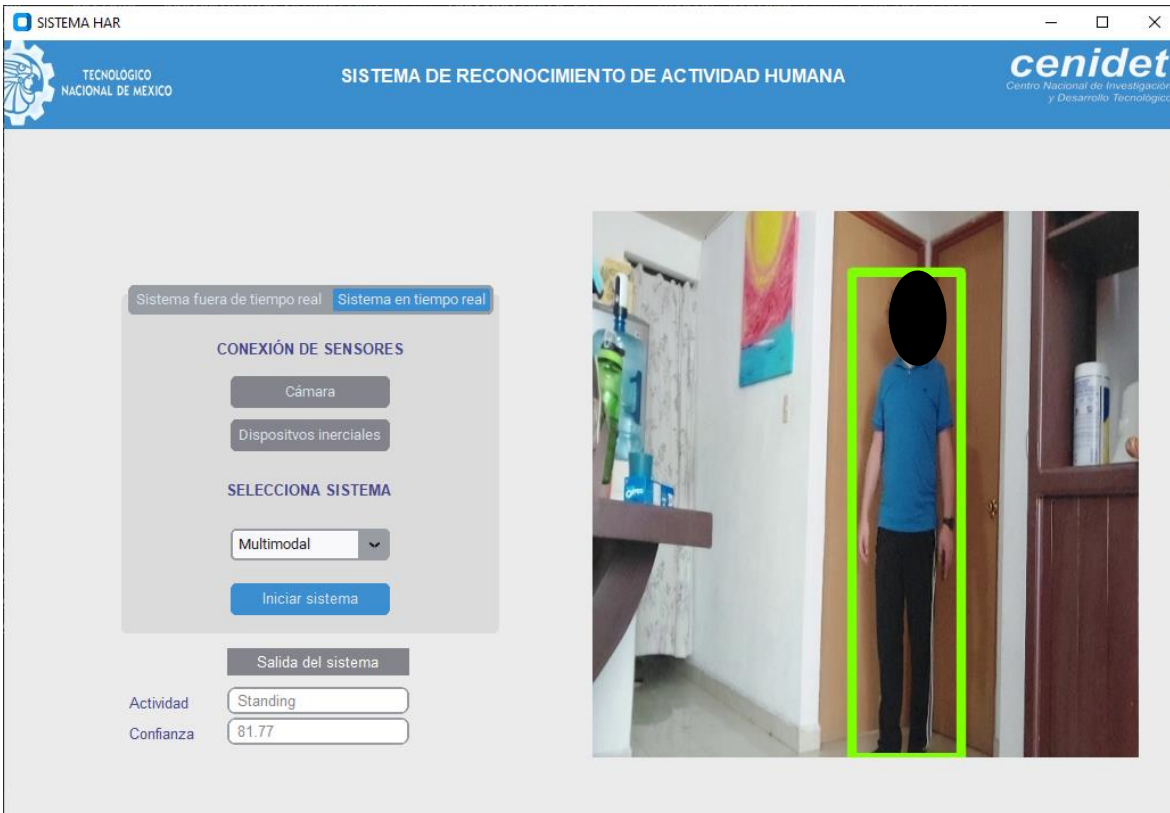 SISTEMA HAR
TECNOLÓGICO
NACIONAL DE MÉXICO
SISTEMA DE RECONOCIMIENTO DE ACTIVIDAD HUMANA
cenidet
Centro Nacional de Investigación
y Desarrollo Tecnológico
Sistema fuera de tiempo real
Sistema en tiempo real
CONEXIÓN DE SENSORES
Cámara
Dispositvos inerciales
SELECCIONA SISTEMA
Multimodal
Iniciar sistema
Salida del sistema
Actividad
Standing
Confianza
81.77